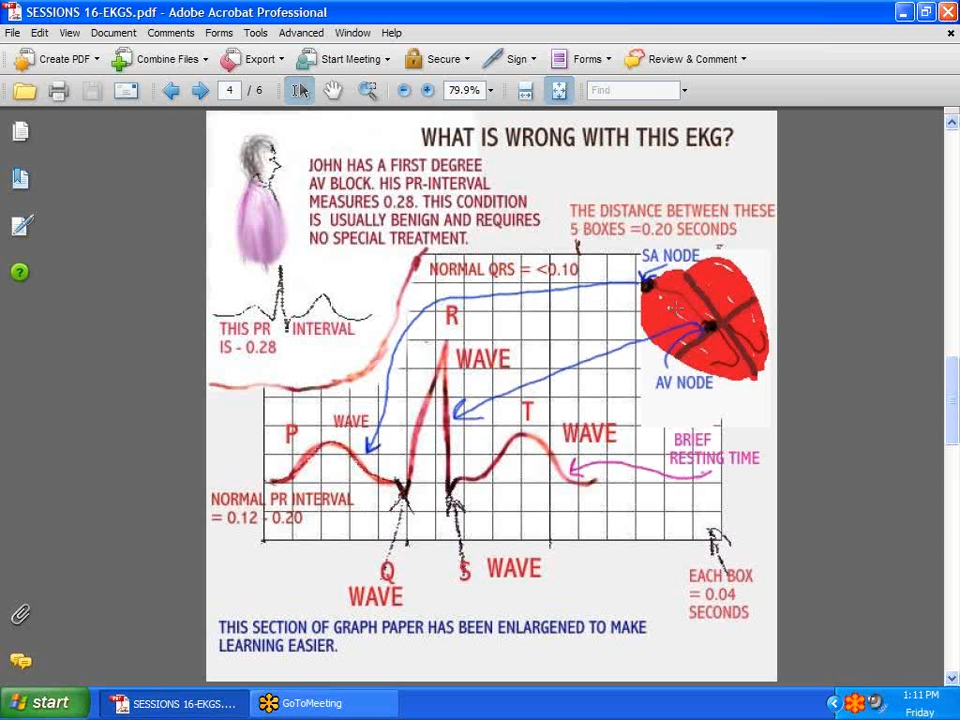 SESSIONS 16-EKGS.pdf - Adobe Acrobat Professional
File Edit View Document Comments Forms Tools Advanced Window Help
Create PDF Combine Files Export Start Meeting Secure Sign Forms Review & Comment
4 / 6 79.9% Find
WHAT IS WRONG WITH THIS EKG?
JOHN HAS A FIRST DEGREE
AV BLOCK. HIS PR-INTERVAL
MEASURES 0.28. THIS CONDITION
IS USUALLY BENIGN AND REQUIRES
NO SPECIAL TREATMENT.
THE DISTANCE BETWEEN THESE
5 BOXES =0.20 SECONDS
SA NODE
NORMAL QRS = <0.10
THIS PR INTERVAL
IS - 0.28
R
WAVE
AV NODE
P
WAVE
T
WAVE
BRIEF
RESTING TIME
NORMAL PR INTERVAL
= 0.12 - 0.20
Q
WAVE
S WAVE
EACH BOX
= 0.04
SECONDS
THIS SECTION OF GRAPH PAPER HAS BEEN ENLARGENED TO MAKE
LEARNING EASIER.
start SESSIONS 16-EKGS.... GoToMeeting 1:11 PM
Friday